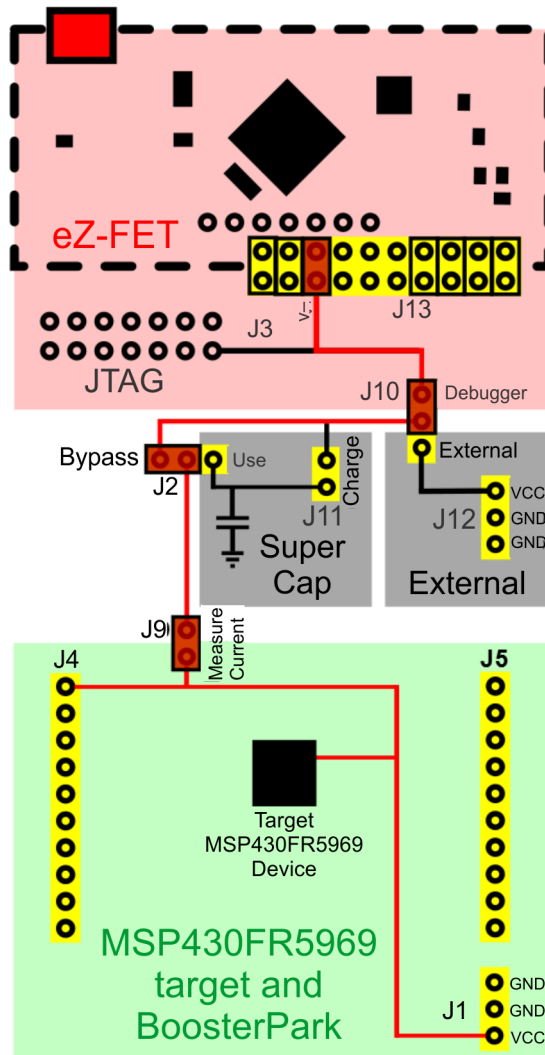 eZ-FET
V+
J13
J3
JTAG
J10
Debugger
Bypass
Use
Charge
External
J2
J11
J12
VCC
GND
GND
Super
Cap
External
J9
Measure
Current
J4
J5
Target
MSP430FR5969
Device
MSP430FR5969
target and
BoosterPark
J1
GND
GND
VCC